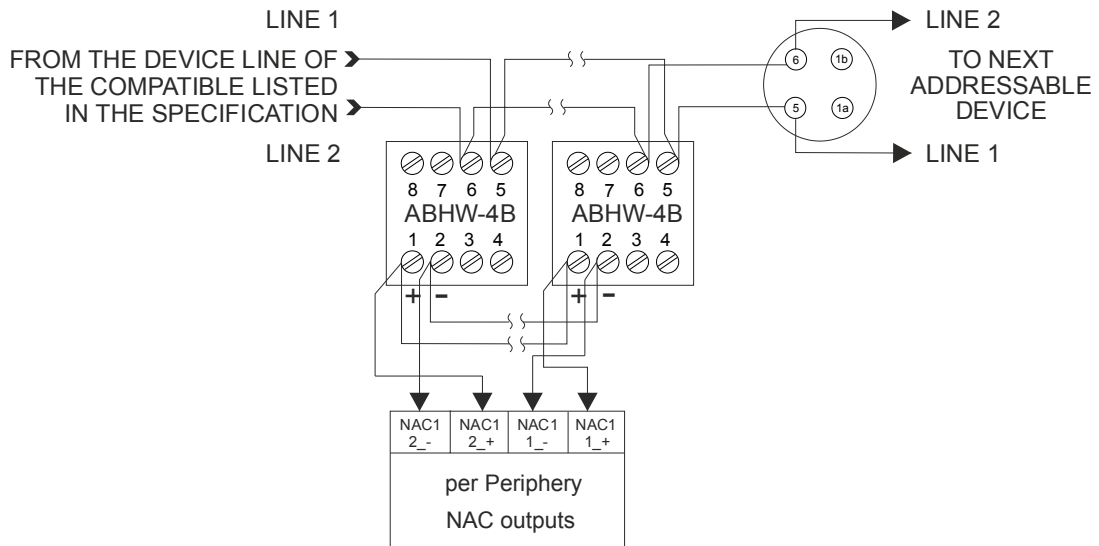 LINE 1
FROM THE DEVICE LINE OF
THE COMPATIBLE LISTED
IN THE SPECIFICATION
LINE 2
LINE 2
TO NEXT
ADDRESSABLE
DEVICE
LINE 1
6 1b
5 1a
8 7 6 5
ABHW-4B
1 2 3 4
+ -
8 7 6 5
ABHW-4B
1 2 3 4
+ -
NAC1 2_-
NAC1 2_+
NAC1 1_-
NAC1 1_+
per Periphery
NAC outputs